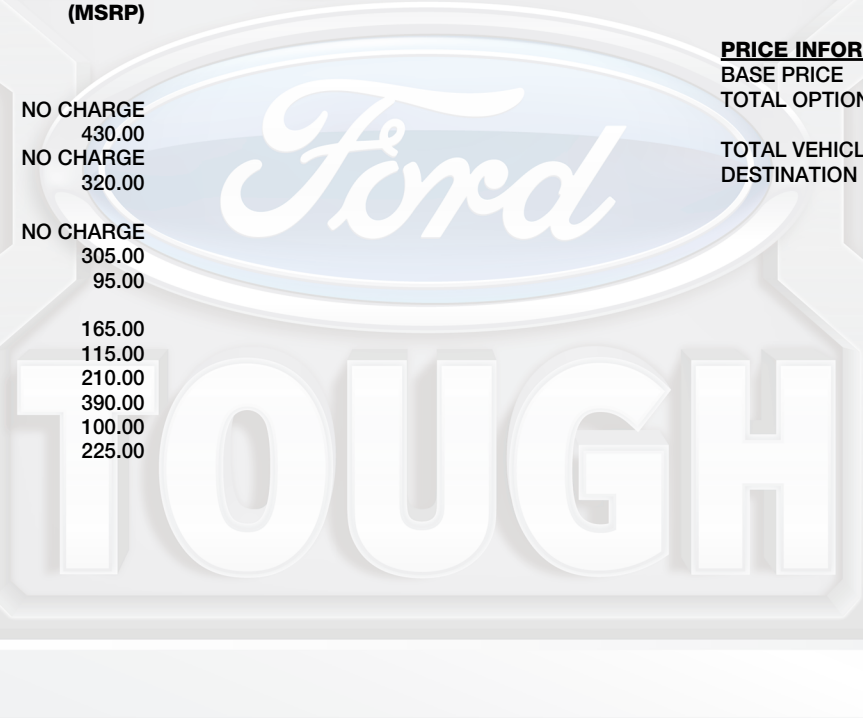 (MSRP)
NO CHARGE
430.00
NO CHARGE
320.00
NO CHARGE
305.00
95.00
165.00
115.00
210.00
390.00
100.00
225.00
PRICE INFOR
BASE PRICE
TOTAL OPTION
TOTAL VEHICL
DESTINATION
Ford
TOUGH